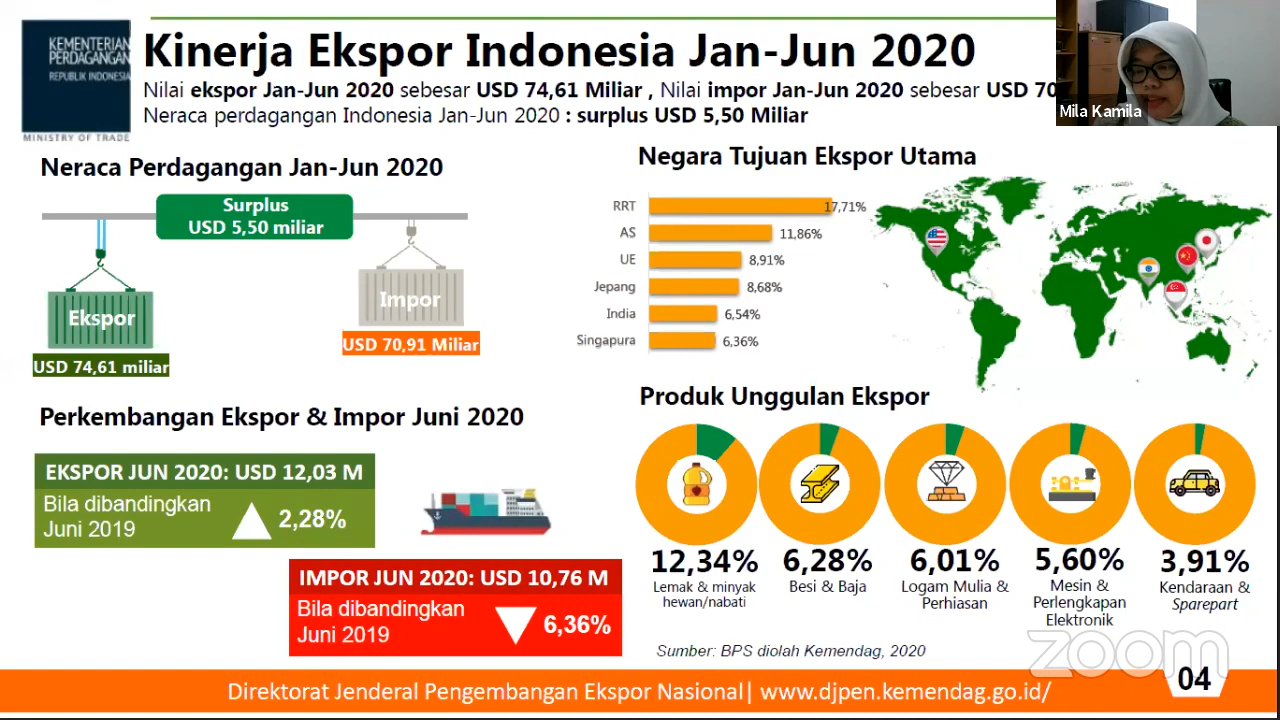 KEMENTERIAN
PERDAGANGAN
REPUBLIK INDONESIA
MINISTRY OF TRADE
Kinerja Ekspor Indonesia Jan-Jun 2020
Nilai ekspor Jan-Jun 2020 sebesar USD 74,61 Miliar , Nilai impor Jan-Jun 2020 sebesar USD 70
Neraca perdagangan Indonesia Jan-Jun 2020 : surplus USD 5,50 Miliar
Mila Kamila
Neraca Perdagangan Jan-Jun 2020
Surplus
USD 5,50 miliar
Ekspor
USD 74,61 miliar
Impor
USD 70,91 Miliar
Negara Tujuan Ekspor Utama
RRT 17,71%
AS 11,86%
UE 8,91%
Jepang 8,68%
India 6,54%
Singapura 6,36%
Perkembangan Ekspor & Impor Juni 2020
EKSPOR JUN 2020: USD 12,03 M
Bila dibandingkan
Juni 2019
2,28%
IMPOR JUN 2020: USD 10,76 M
Bila dibandingkan
Juni 2019
6,36%
Produk Unggulan Ekspor
12,34%
Lemak & minyak
hewan/nabati
6,28%
Besi & Baja
6,01%
Logam Mulia &
Perhiasan
5,60%
Mesin &
Perlengkapan
Elektronik
3,91%
Kendaraan &
Sparepart
Sumber: BPS diolah Kemendag, 2020
zoom
Direktorat Jenderal Pengembangan Ekspor Nasional| www.djpen.kemendag.go.id/
04